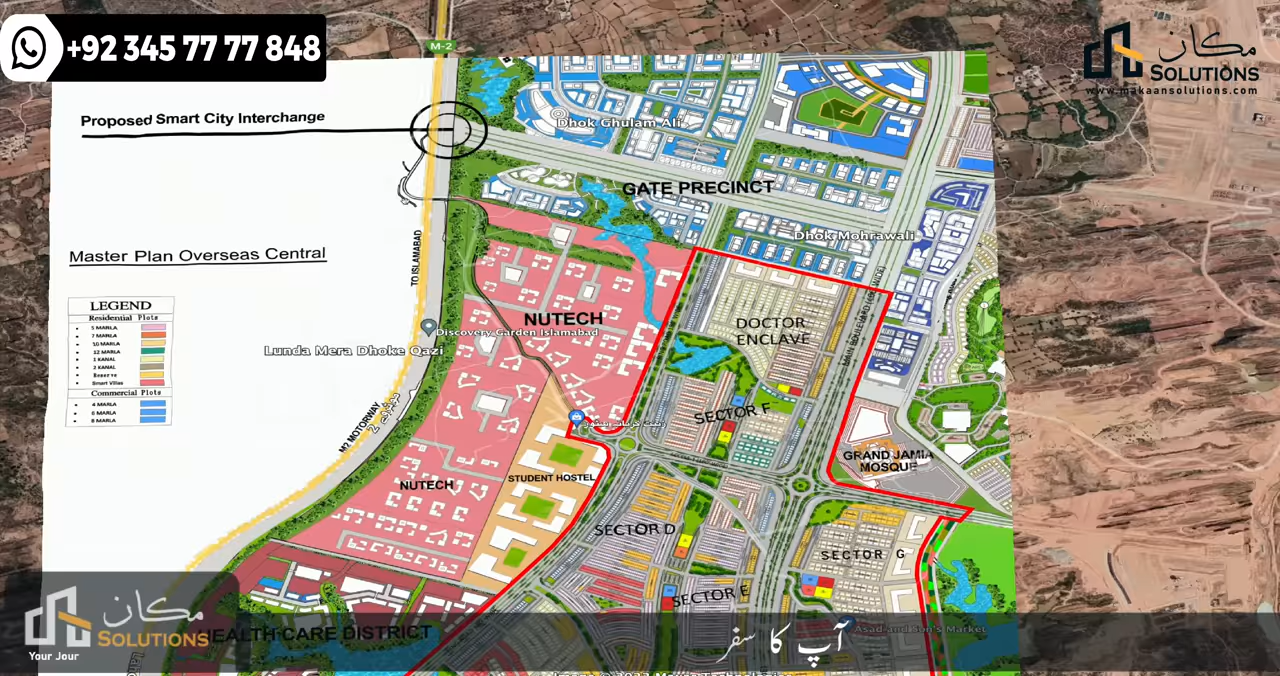 +92 345 77 77 848
M-2
مکان
SOLUTIONS
www.makaansolutions.com
Proposed Smart City Interchange
Dhok Ghulam Ali
GATE PRECINCT
Dhok Mohrawali
TO ISLAMABAD
Master Plan Overseas Central
LEGEND
Residential Plots
5 MARLA
7 MARLA
10 MARLA
12 MARLA
1 KANAL
2 KANAL
Reserve
Smart Villas
Commercial Plots
4 MARLA
6 MARLA
8 MARLA
NUTECH
Discovery Garden Islamabad
Lunda Mera Dhoke Qazi
DOCTOR
ENCLAVE
SECTOR F
M2 MOTORWAY
GRAND JAMIA
MOSQUE
STUDENT HOSTEL
NUTECH
SECTOR D
SECTOR G
SECTOR E
HEALTH CARE DISTRICT
Asad and Son's Market
مکان
SOLUTIONS
Your Jour
آپ کا سفر